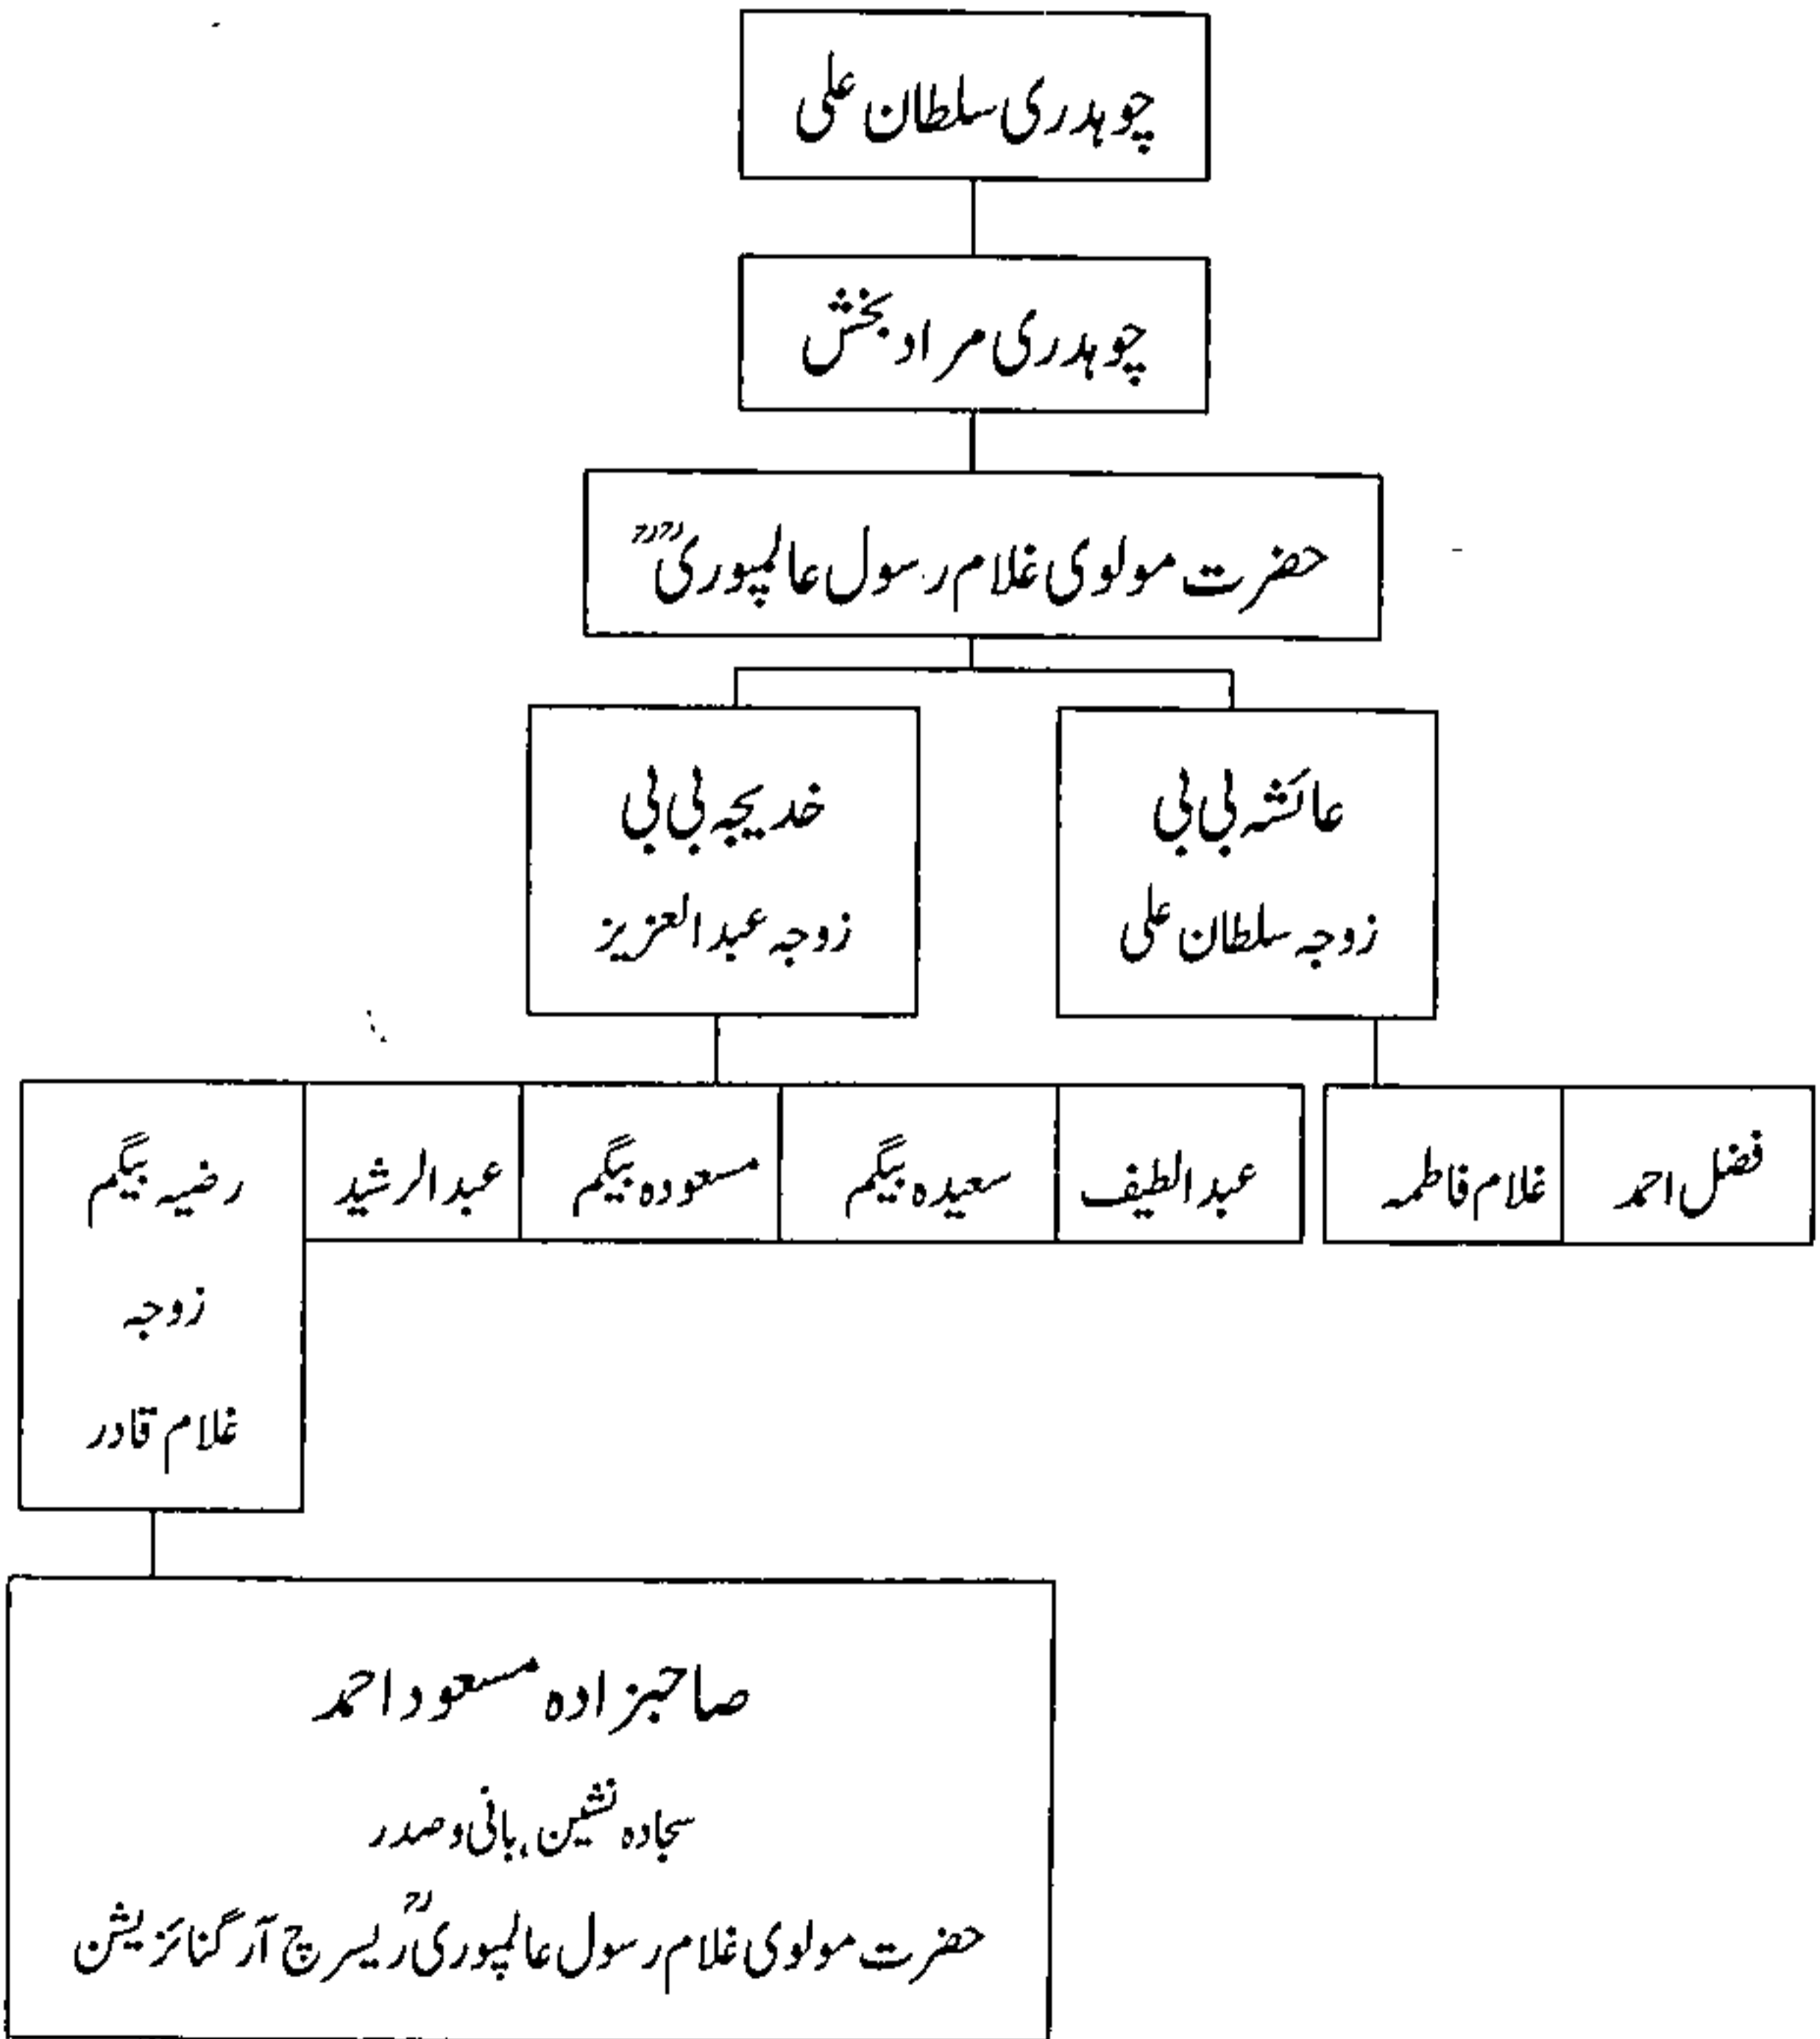 چوہدری سلطان علی
چوہدری مراد بخش
حضرت مولوی غلام رسول عالمپوریؒ
عائشہ بی بی
زوجہ سلطان علی
خدیجہ بی بی
زوجہ عبدالعزیز
فضل احمد
غلام فاطمہ
عبدالطیف
سعیدہ بیگم
مسعودہ بیگم
عبدالرشید
رضیہ بیگم
زوجہ
غلام قادر
صاحبزادہ مسعود احمد
سجادہ نشین، بانی و صدر
حضرت مولوی غلام رسول عالمپوریؒ ریسرچ آرگنائزیشن